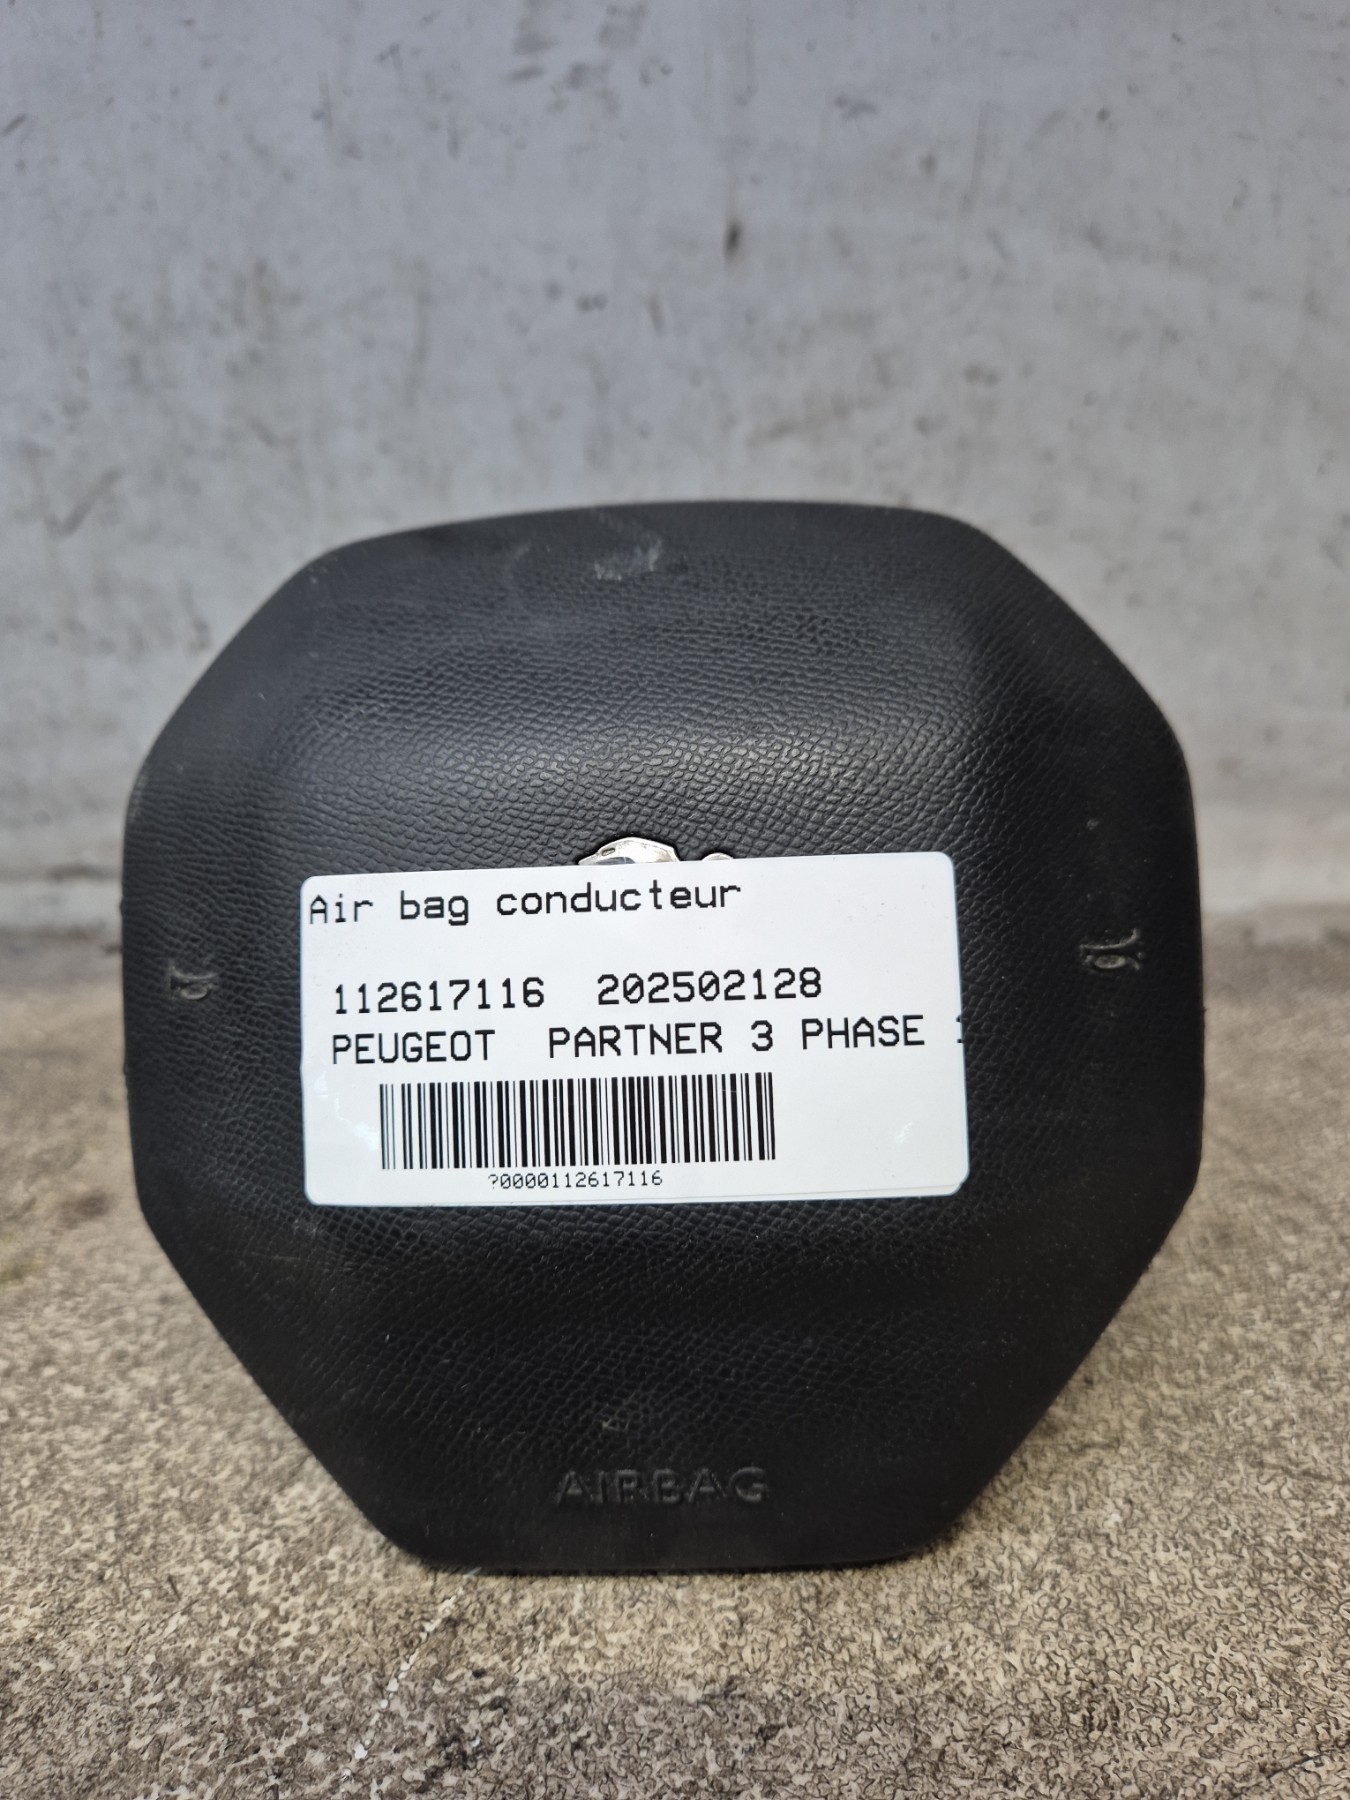 Air bag conducteur
112617116 202502128
PEUGEOT PARTNER 3 PHASE
?0000112617116
AIRBAG